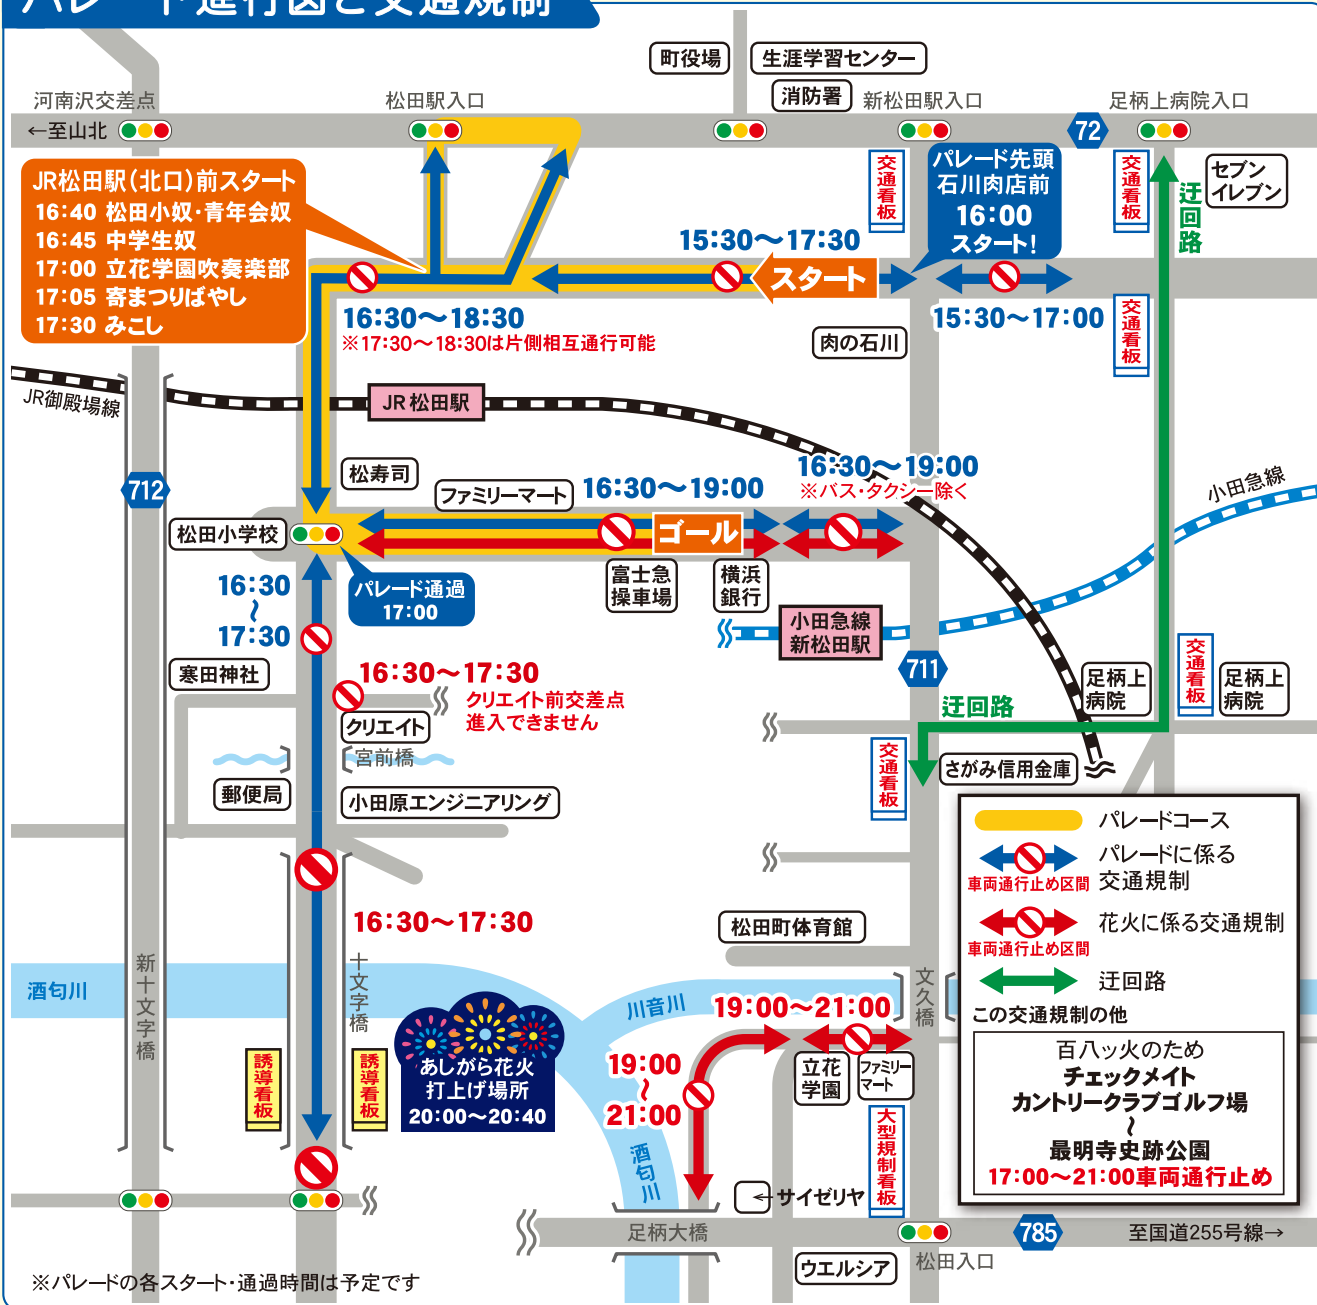 パレード進行図と交通規制
町役場
生涯学習センター
消防署
河南沢交差点
松田駅入口
新松田駅入口
足柄上病院入口
←至山北
72
交通看板
パレード先頭
石川肉店前
16:00
スタート!
交通看板
セブン
イレブン
迂回路
JR松田駅(北口)前スタート
16:40 松田小奴・青年会奴
16:45 中学生奴
17:00 立花学園吹奏楽部
17:05 寄まつりばやし
17:30 みこし
15:30〜17:30
スタート
16:30〜18:30
※17:30〜18:30は片側相互通行可能
15:30〜17:00
肉の石川
交通看板
JR御殿場線
JR 松田駅
712
松寿司
ファミリーマート
16:30〜19:00
16:30〜19:00
※バス・タクシー除く
小田急線
松田小学校
ゴール
パレード通過
17:00
富士急
操車場
横浜
銀行
16:30
〜
17:30
小田急線
新松田駅
寒田神社
16:30〜17:30
クリエイト前交差点
進入できません
クリエイト
711
足柄上
病院
交通看板
足柄上
病院
迂回路
宮前橋
交通看板
さがみ信用金庫
郵便局
小田原エンジニアリング
パレードコース
パレードに係る
交通規制
車両通行止め区間
花火に係る交通規制
車両通行止め区間
迂回路
この交通規制の他
百八ッ火のため
チェックメイト
カントリークラブゴルフ場
〜
最明寺史跡公園
17:00〜21:00車両通行止め
16:30〜17:30
松田町体育館
酒匂川
新十文字橋
十文字橋
川音川
文久橋
19:00〜21:00
誘導看板
誘導看板
あしがら花火
打上げ場所
20:00〜20:40
19:00
〜
21:00
立花
学園
ファミリー
マート
大型規制看板
酒匂川
←サイゼリヤ
足柄大橋
785
至国道255号線→
ウエルシア
松田入口
※パレードの各スタート・通過時間は予定です